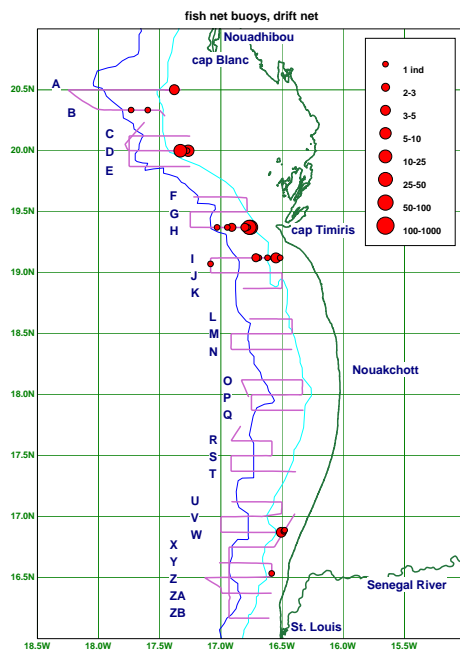 fish net buoys, drift net
Nouadhibou
cap Blanc
1 ind
2-3
3-5
5-10
10-25
25-50
50-100
100-1000
20.5N
A
B
C
20.0N
D
E
19.5N
F
G
H
cap Timiris
19.0N
I
J
K
18.5N
L
M
N
Nouakchott
18.0N
O
P
Q
17.5N
R
S
T
17.0N
U
V
W
X
16.5N
Y
Z
ZA
ZB
Senegal River
St. Louis
18.5W
18.0W
17.5W
17.0W
16.5W
16.0W
15.5W